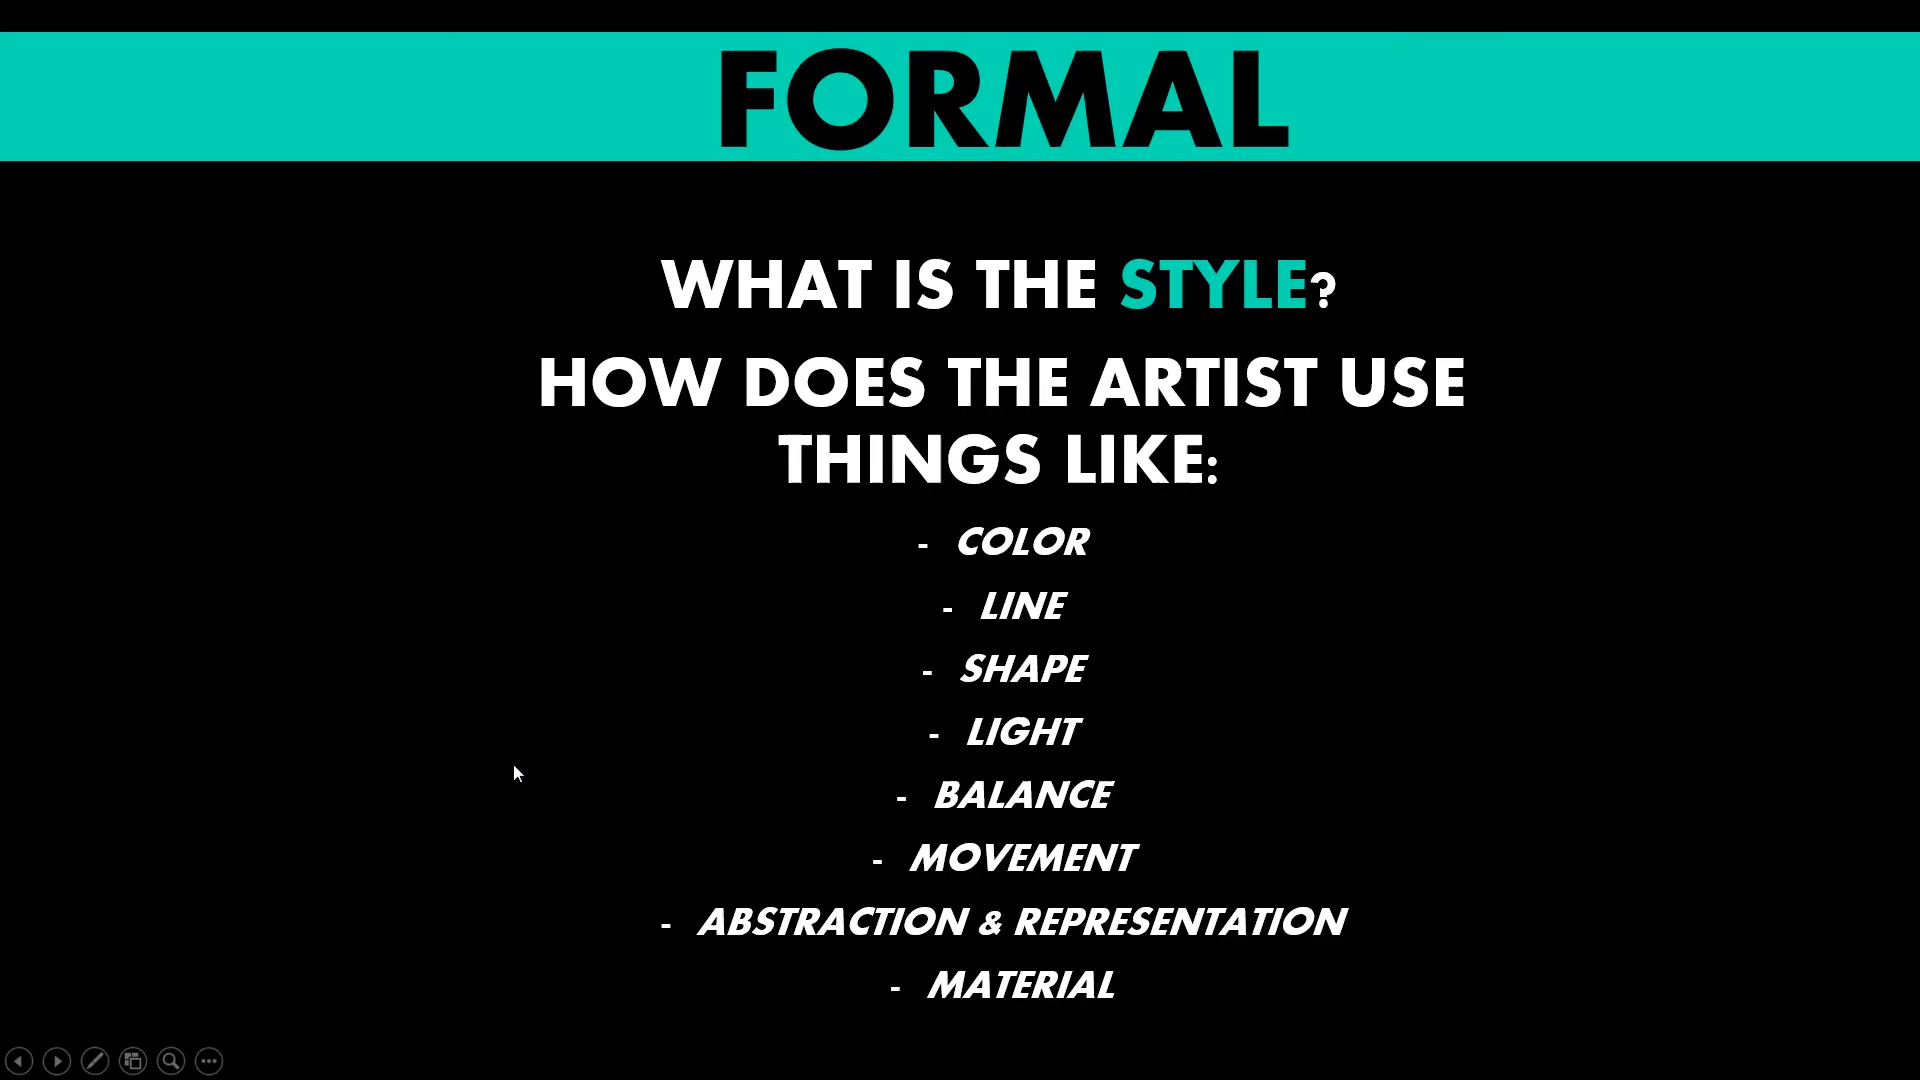 FORMAL
WHAT IS THE STYLE?
HOW DOES THE ARTIST USE
THINGS LIKE:
- COLOR
- LINE
- SHAPE
- LIGHT
- BALANCE
- MOVEMENT
- ABSTRACTION & REPRESENTATION
- MATERIAL